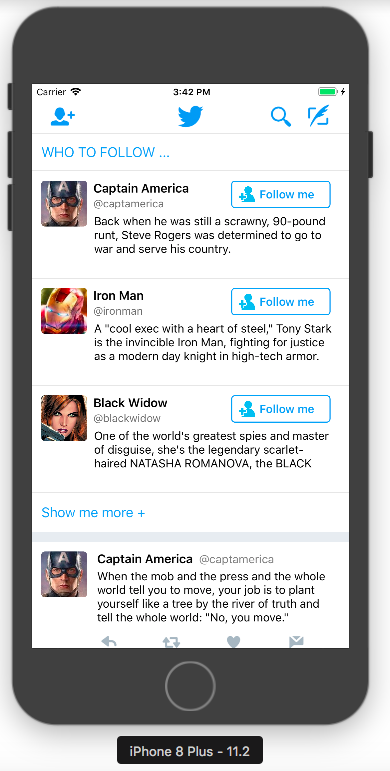 Carrier 3:42 PM
WHO TO FOLLOW ...
Captain America Follow me
@captamerica
Back when he was still a scrawny, 90-pound
runt, Steve Rogers was determined to go to
war and serve his country.
Iron Man Follow me
@ironman
A "cool exec with a heart of steel," Tony Stark
is the invincible Iron Man, fighting for justice
as a modern day knight in high-tech armor.
Black Widow Follow me
@blackwidow
One of the world's greatest spies and master
of disguise, she's the legendary scarlet-
haired NATASHA ROMANOVA, the BLACK
Show me more +
Captain America @captamerica
When the mob and the press and the whole
world tell you to move, your job is to plant
yourself like a tree by the river of truth and
tell the whole world: "No, you move."
iPhone 8 Plus - 11.2